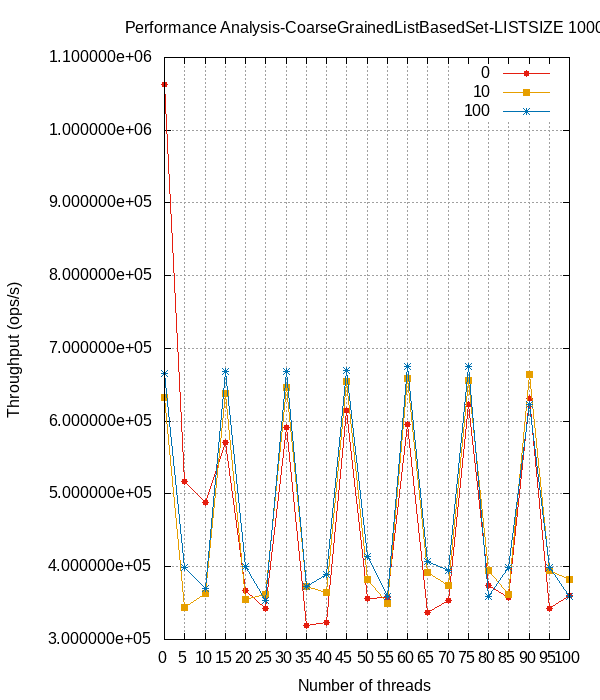 Performance Analysis-CoarseGrainedListBasedSet-LISTSIZE 1000
1.100000e+06
1.000000e+06
9.000000e+05
8.000000e+05
7.000000e+05
6.000000e+05
5.000000e+05
4.000000e+05
3.000000e+05
Throughput (ops/s)
0
10
100
0 5 10 15 20 25 30 35 40 45 50 55 60 65 70 75 80 85 90 95 100
Number of threads